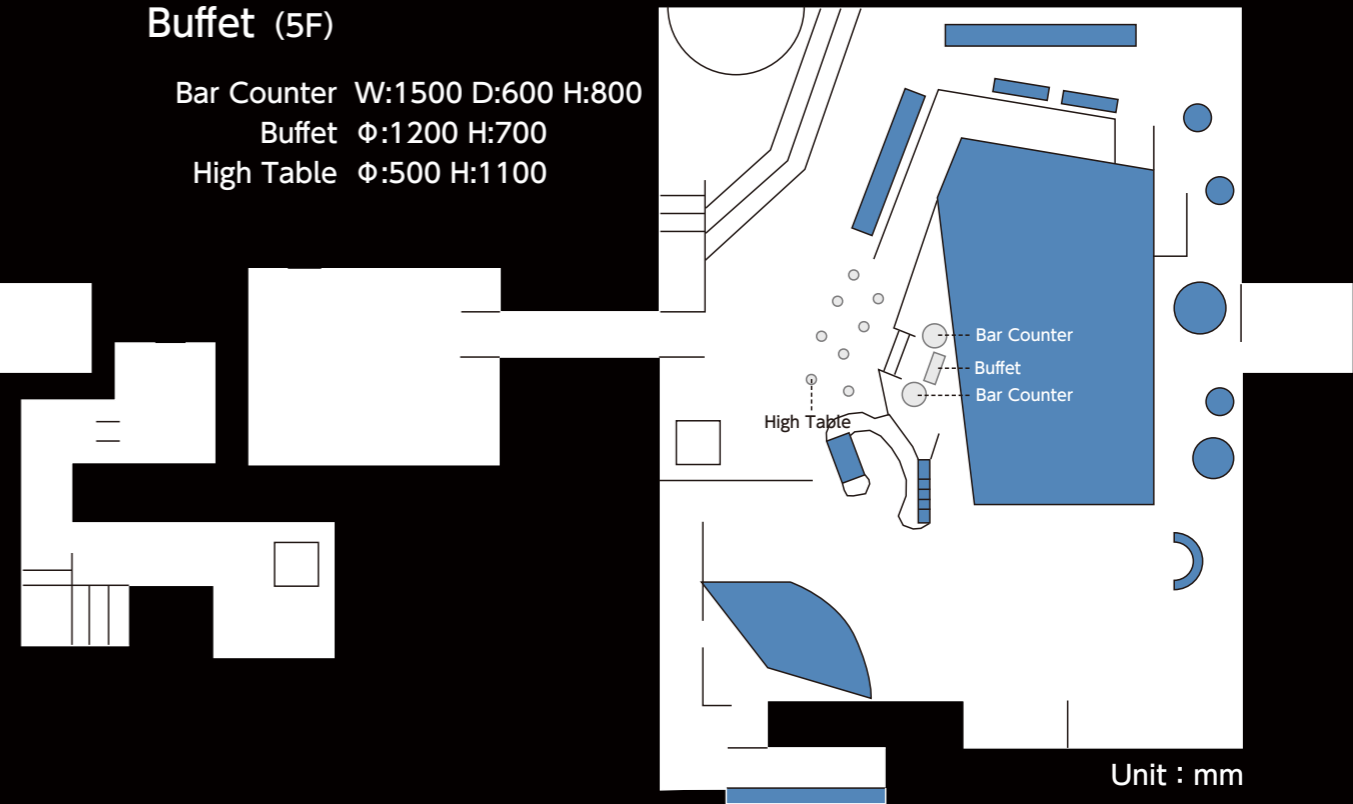 Buffet (5F)
Bar Counter W:1500 D:600 H:800
Buffet Φ:1200 H:700
High Table Φ:500 H:1100
Bar Counter
Buffet
Bar Counter
High Table
Unit : mm